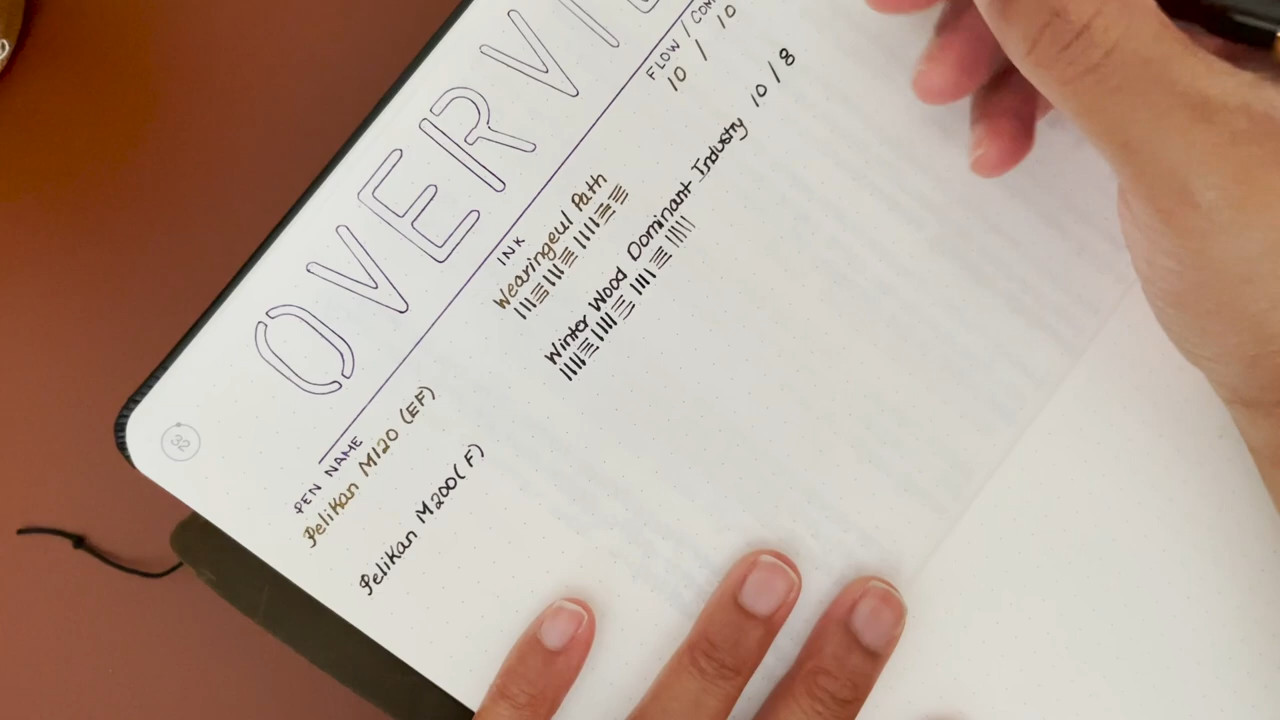 OVERVI
PEN NAME INK FLOW / COM
Pelikan M120 (EF) Wearingeul Path 10 / 10
Pelikan M200 (F) Winter Wood Dominant Industry 10 / 8
32